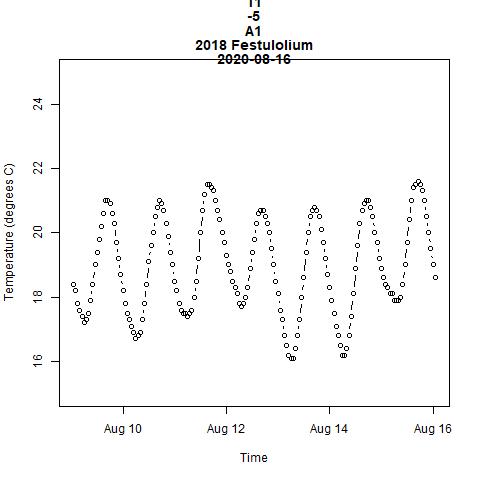 -5
A1
2018 Festulolium
2020-08-16
Temperature (degrees C)
24
22
20
18
16
Aug 10
Aug 12
Aug 14
Aug 16
Time